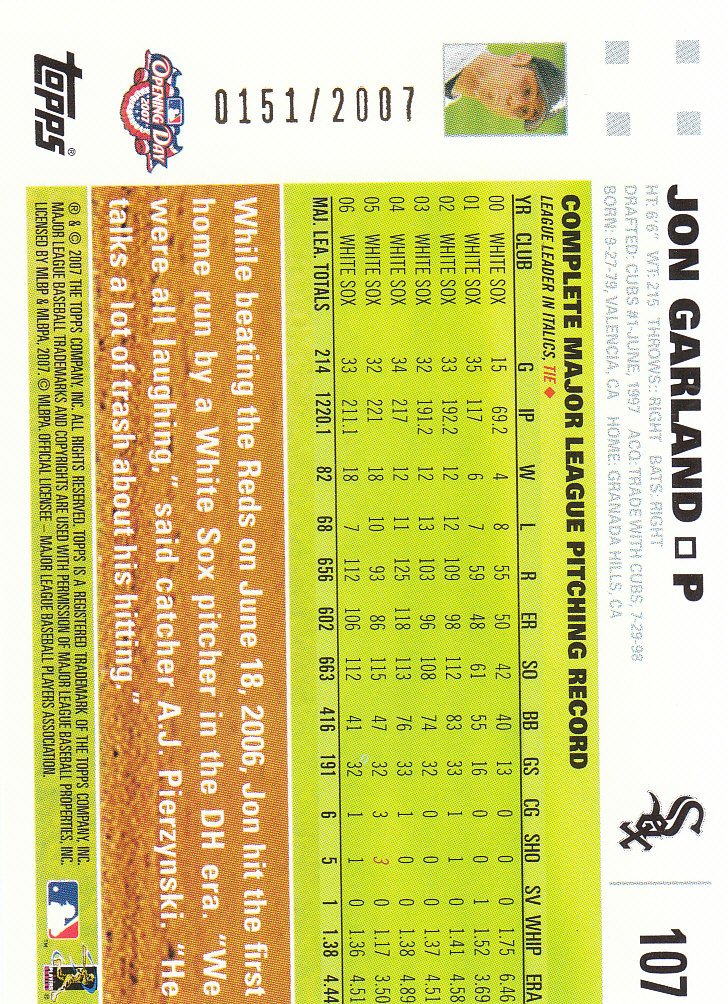 JON GARLAND □ P
107
HT: 6'6" WT: 215 THROWS: RIGHT BATS: RIGHT
DRAFTED: CUBS #1-JUNE, 1997 ACQ: TRADE WITH CUBS, 7-29-98
BORN: 9-27-79, VALENCIA, CA HOME: GRANADA HILLS, CA
Sox
COMPLETE MAJOR LEAGUE PITCHING RECORD
LEAGUE LEADER IN ITALICS, TIE ◆
YR CLUB G IP W L R ER SO BB GS CG SHO SV WHIP ERA
00 WHITE SOX 15 69.2 4 8 55 50 42 40 13 0 0 0 1.75 6.46
01 WHITE SOX 35 117 6 7 59 48 61 55 16 0 0 1 1.52 3.69
02 WHITE SOX 33 192.2 12 12 109 98 112 83 33 1 1 0 1.41 4.58
03 WHITE SOX 32 191.2 12 13 103 96 108 74 32 0 0 0 1.37 4.51
04 WHITE SOX 34 217 12 11 125 118 113 76 33 1 0 0 1.38 4.89
05 WHITE SOX 32 221 18 10 93 86 115 47 32 3 3 0 1.17 3.50
06 WHITE SOX 33 211.1 18 7 112 106 112 41 32 1 1 0 1.36 4.51
MAJ. LEA. TOTALS 214 1220.1 82 68 656 602 663 416 191 6 5 1 1.38 4.44
0151/2007
While beating the Reds on June 18, 2006, Jon hit the first
home run by a White Sox pitcher in the DH era. "We
were all laughing," said catcher A.J. Pierzynski. "He
talks a lot of trash about his hitting."
OPENING DAY
2007
topps®
® & © 2007 THE TOPPS COMPANY, INC. ALL RIGHTS RESERVED. TOPPS IS A REGISTERED TRADEMARK OF THE TOPPS COMPANY, INC.
MAJOR LEAGUE BASEBALL TRADEMARKS AND COPYRIGHTS ARE USED WITH PERMISSION OF MAJOR LEAGUE BASEBALL PROPERTIES, INC.
LICENSED BY MLBP & MLBPA, 2007. © MLBPA. OFFICIAL LICENSEE – MAJOR LEAGUE BASEBALL PLAYERS ASSOCIATION.